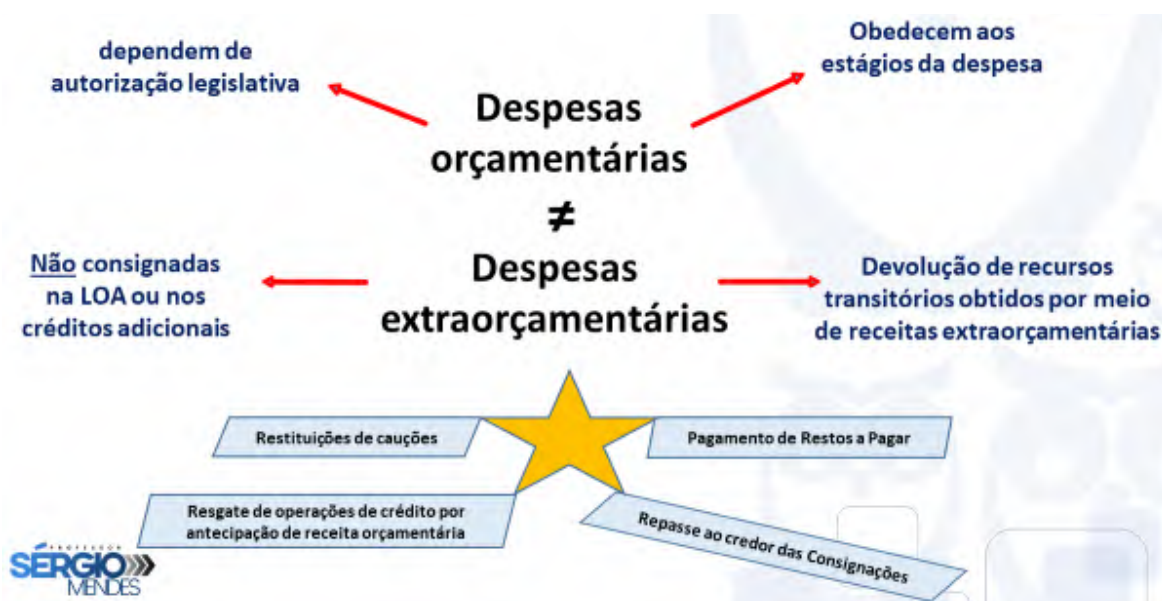 dependem de
autorização legislativa
Obedecem aos
estágios da despesa
Despesas
orçamentárias
≠
Despesas
extraorçamentárias
Não consignadas
na LOA ou nos
créditos adicionais
Devolução de recursos
transitórios obtidos por meio
de receitas extraorçamentárias
Restituições de cauções
Pagamento de Restos a Pagar
Resgate de operações de crédito por
antecipação de receita orçamentária
Repasse ao credor das Consignações
PROFESSOR
SÉRGIO
MENDES